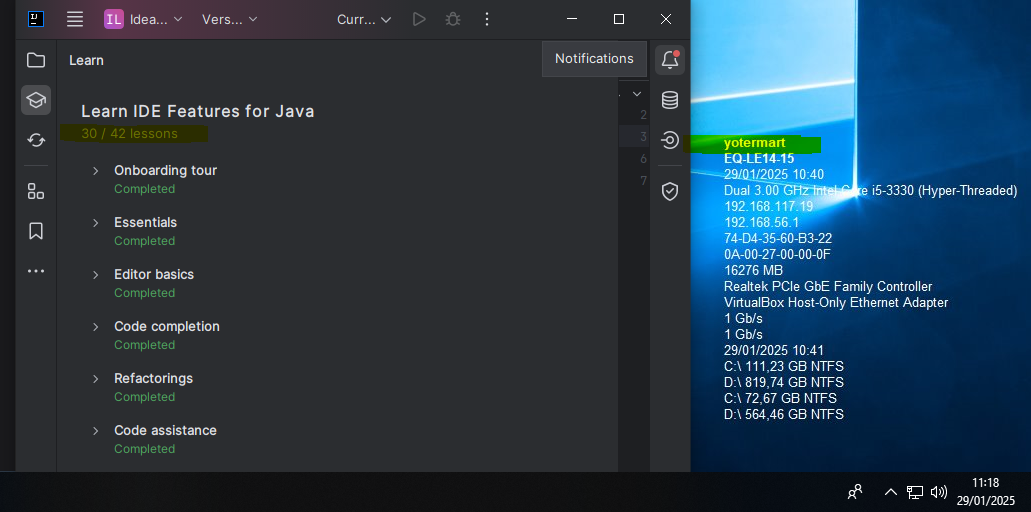 IJ
IL Idea...
Vers...
Curr...
Learn
Notifications
Learn IDE Features for Java
30 / 42 lessons
Onboarding tour
Completed
Essentials
Completed
Editor basics
Completed
Code completion
Completed
Refactorings
Completed
Code assistance
Completed
2
3
6
7
yotermart
EQ-LE14-15
29/01/2025 10:40
Dual 3.00 GHz Intel Core i5-3330 (Hyper-Threaded)
192.168.117.19
192.168.56.1
74-D4-35-60-B3-22
0A-00-27-00-00-0F
16276 MB
Realtek PCIe GbE Family Controller
VirtualBox Host-Only Ethernet Adapter
1 Gb/s
1 Gb/s
29/01/2025 10:41
C:\ 111,23 GB NTFS
D:\ 819,74 GB NTFS
C:\ 72,67 GB NTFS
D:\ 564,46 GB NTFS
11:18
29/01/2025